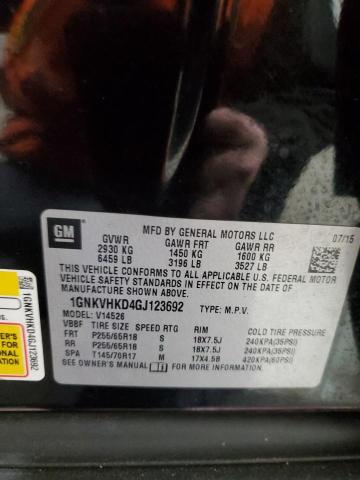 GM
MFD BY GENERAL MOTORS LLC
07/15
GVWR GAWR FRT GAWR RR
2930 KG 1450 KG 1600 KG
6459 LB 3196 LB 3527 LB
THIS VEHICLE CONFORMS TO ALL APPLICABLE U.S. FEDERAL MOTOR
VEHICLE SAFETY STANDARDS IN EFFECT ON THE DATE OF
MANUFACTURE SHOWN ABOVE.
1GNKVHKD4GJ123692 TYPE: M.P.V.
MODEL: V14526
VBBF TIRE SIZE SPEED RTG RIM COLD TIRE PRESSURE
FRT P255/65R18 S 18X7.5J 240KPA(35PSI)
RR P255/65R18 S 18X7.5J 240KPA(35PSI)
SPA T145/70R17 M 17X4.5B 420KPA(60PSI)
SEE OWNER'S MANUAL FOR ADDITIONAL INFORMATION.
1GNKVHKD4GJ123692